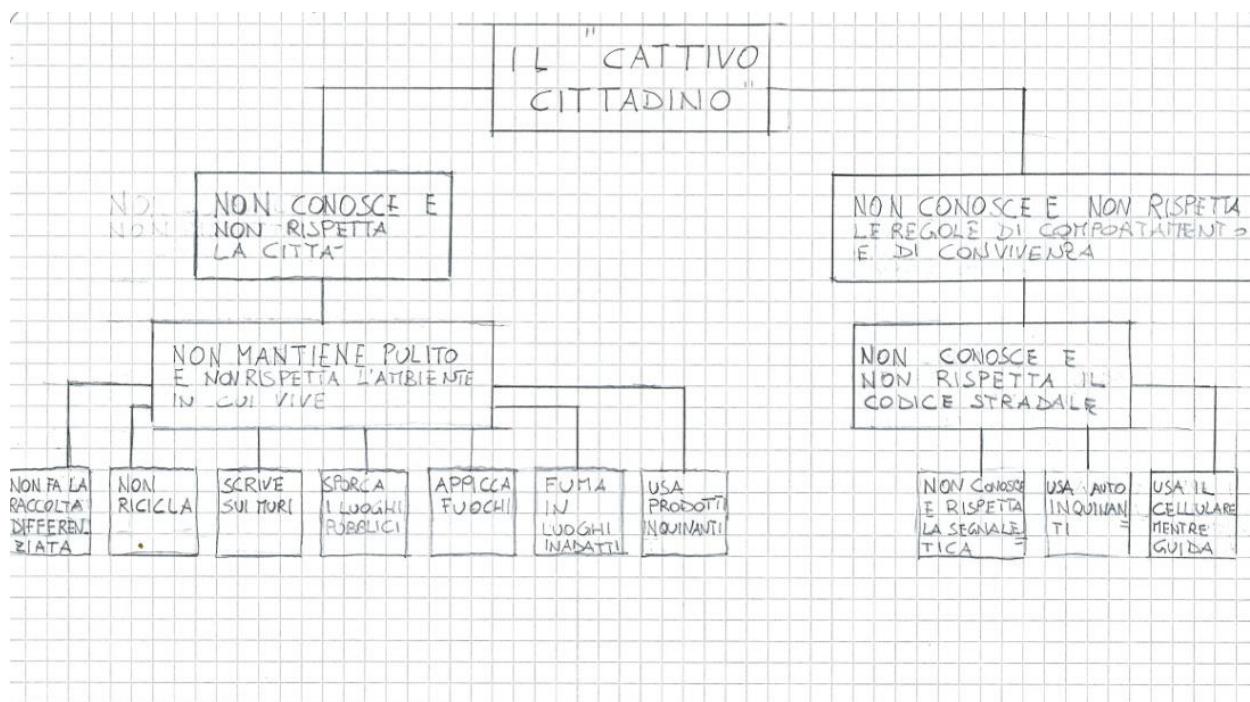 IL "CATTIVO
CITTADINO"
NON CONOSCE E
NON RISPETTA
LA CITTA'
NON CONOSCE E NON RISPETTA
LE REGOLE DI COMPORTAMENTO
E DI CONVIVENZA
NON MANTIENE PULITO
E NON RISPETTA L'AMBIENTE
IN CUI VIVE
NON CONOSCE E
NON RISPETTA IL
CODICE STRADALE
NON FA LA
RACCOLTA
DIFFEREN-
ZIATA
NON
RICICLA
SCRIVE
SUI MURI
SPORCA
I LUOGHI
PUBBLICI
APPICCA
FUOCHI
FUMA
IN
LUOGHI
INADATTI
USA
PRODOTTI
INQUINANTI
NON CONOSCE
E RISPETTA
LA SEGNALE=
TICA
USA AUTO
INQUINAN=
TI
USA IL
CELLULARE
MENTRE
GUIDA